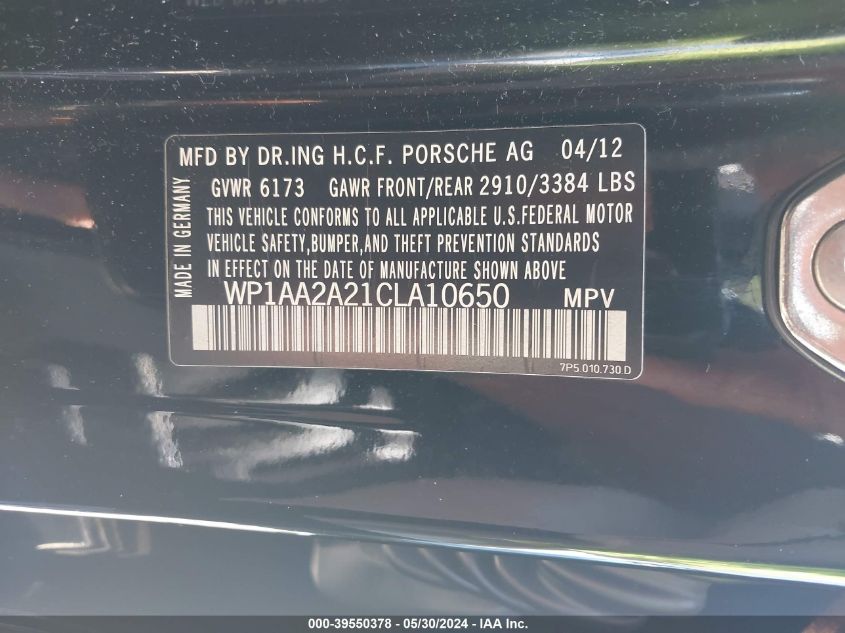 MFD BY DR.ING H.C.F. PORSCHE AG 04/12
GVWR 6173 GAWR FRONT/REAR 2910/3384 LBS
THIS VEHICLE CONFORMS TO ALL APPLICABLE U.S.FEDERAL MOTOR
VEHICLE SAFETY,BUMPER,AND THEFT PREVENTION STANDARDS
IN EFFECT ON THE DATE OF MANUFACTURE SHOWN ABOVE
MADE IN GERMANY
WP1AA2A21CLA10650 MPV
7P5.010.730.D
000-39550378 - 05/30/2024 - IAA Inc.